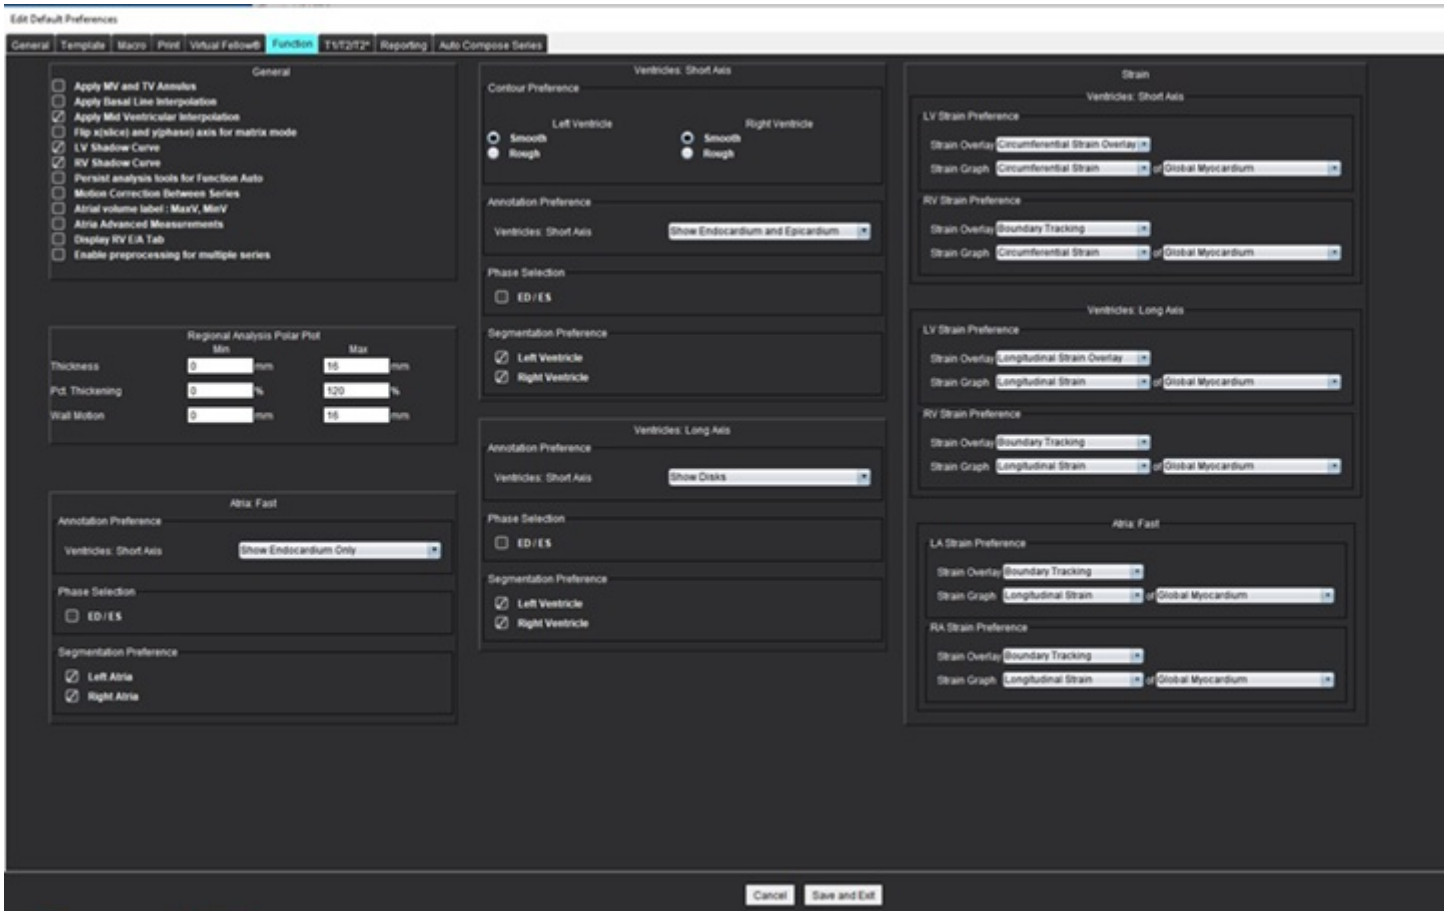 Edit Default Preferences
General Template Macro Print Virtual Fellow® Function T1/T2/T2* Reporting Auto Compose Series
General
Apply MV and TV Annulus
Apply Basal Line Interpolation
Apply Mid Ventricular Interpolation
Flip x(slice) and y(phase) axis for matrix mode
LV Shadow Curve
RV Shadow Curve
Persist analysis tools for Function Auto
Motion Correction Between Series
Atrial volume label : MaxV, MinV
Atria Advanced Measurements
Display RV E/A Tab
Enable preprocessing for multiple series
Regional Analysis Polar Plot
Min Max
Thickness 0 mm 16 mm
Pct. Thickening 0 % 120 %
Wall Motion 0 mm 16 mm
Atria: Fast
Annotation Preference
Ventricles: Short Axis Show Endocardium Only
Phase Selection
ED / ES
Segmentation Preference
Left Atria
Right Atria
Ventricles: Short Axis
Contour Preference
Left Ventricle Right Ventricle
Smooth Smooth
Rough Rough
Annotation Preference
Ventricles: Short Axis Show Endocardium and Epicardium
Phase Selection
ED / ES
Segmentation Preference
Left Ventricle
Right Ventricle
Ventricles: Long Axis
Annotation Preference
Ventricles: Short Axis Show Disks
Phase Selection
ED / ES
Segmentation Preference
Left Ventricle
Right Ventricle
Strain
Ventricles: Short Axis
LV Strain Preference
Strain Overlay Circumferential Strain Overlay
Strain Graph Circumferential Strain of Global Myocardium
RV Strain Preference
Strain Overlay Boundary Tracking
Strain Graph Circumferential Strain of Global Myocardium
Ventricles: Long Axis
LV Strain Preference
Strain Overlay Longitudinal Strain Overlay
Strain Graph Longitudinal Strain of Global Myocardium
RV Strain Preference
Strain Overlay Boundary Tracking
Strain Graph Longitudinal Strain of Global Myocardium
Atria: Fast
LA Strain Preference
Strain Overlay Boundary Tracking
Strain Graph Longitudinal Strain of Global Myocardium
RA Strain Preference
Strain Overlay Boundary Tracking
Strain Graph Longitudinal Strain of Global Myocardium
Cancel Save and Exit